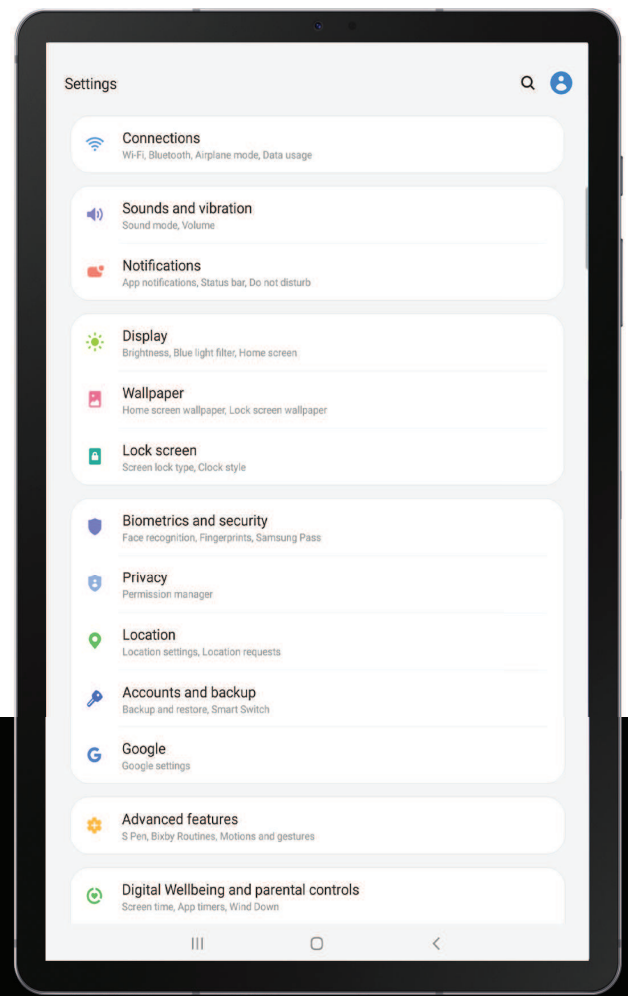 Settings
Connections
Wi-Fi, Bluetooth, Airplane mode, Data usage
Sounds and vibration
Sound mode, Volume
Notifications
App notifications, Status bar, Do not disturb
Display
Brightness, Blue light filter, Home screen
Wallpaper
Home screen wallpaper, Lock screen wallpaper
Lock screen
Screen lock type, Clock style
Biometrics and security
Face recognition, Fingerprints, Samsung Pass
Privacy
Permission manager
Location
Location settings, Location requests
Accounts and backup
Backup and restore, Smart Switch
G
Google
Google settings
Advanced features
S Pen, Bixby Routines, Motions and gestures
Digital Wellbeing and parental controls
Screen time, App timers, Wind Down